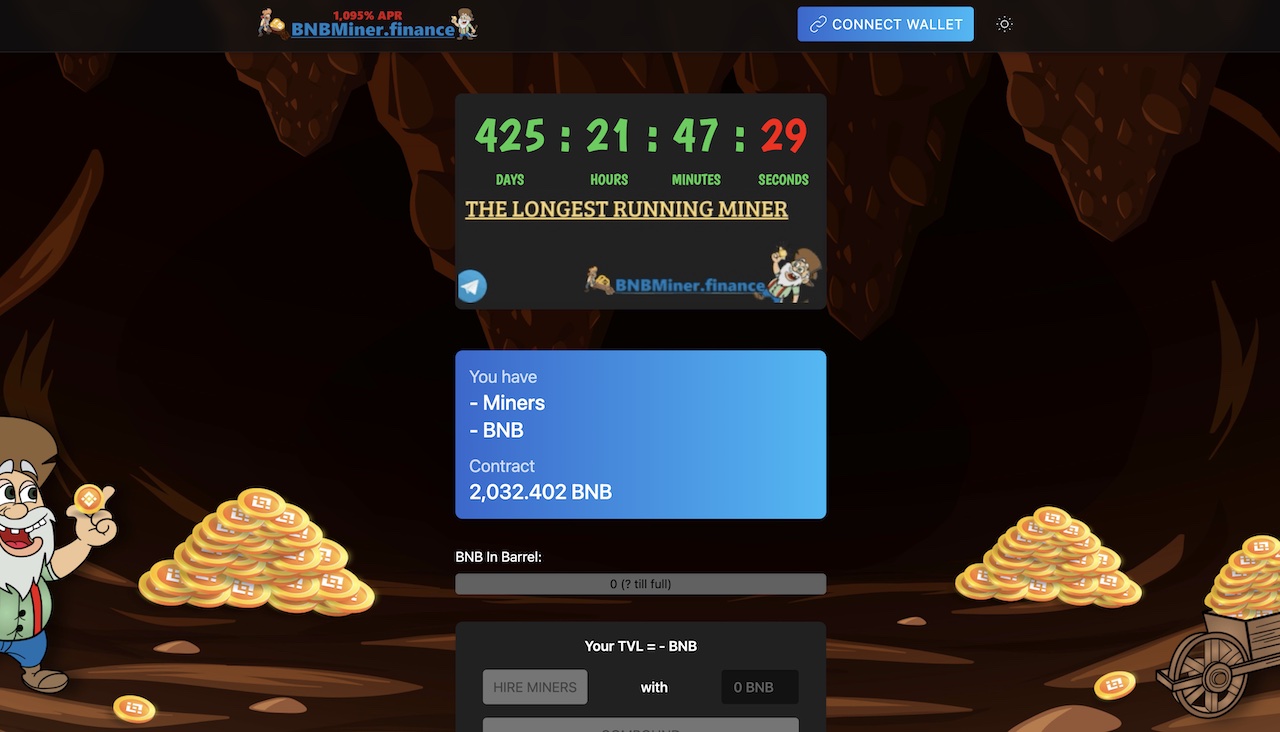 1,095% APR
BNBMiner.finance
CONNECT WALLET
425 : 21 : 47 : 29
DAYS HOURS MINUTES SECONDS
THE LONGEST RUNNING MINER
BNBMiner.finance
You have
- Miners
- BNB
Contract
2,032.402 BNB
BNB In Barrel:
0 (? till full)
Your TVL = - BNB
HIRE MINERS with 0 BNB